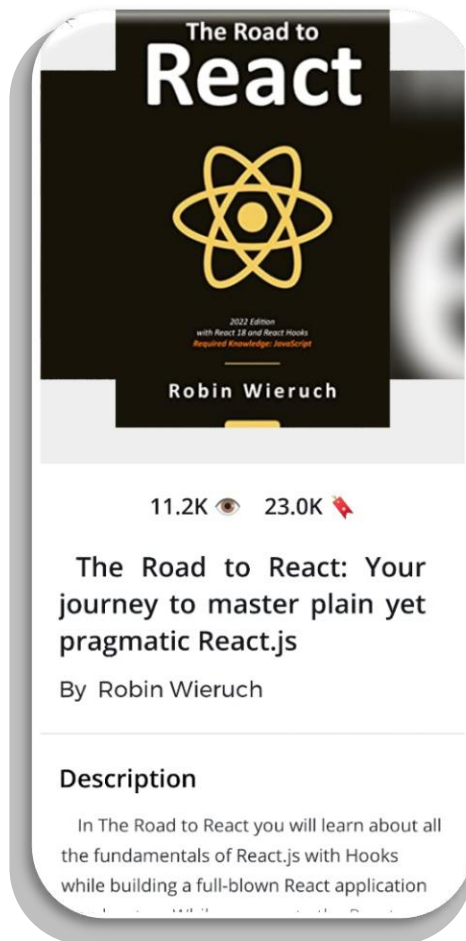 The Road to
React
2022 Edition
with React 18 and React Hooks
Required Knowledge: JavaScript
Robin Wieruch
11.2K 23.0K
The Road to React: Your
journey to master plain yet
pragmatic React.js
By Robin Wieruch
Description
In The Road to React you will learn about all
the fundamentals of React.js with Hooks
while building a full-blown React application